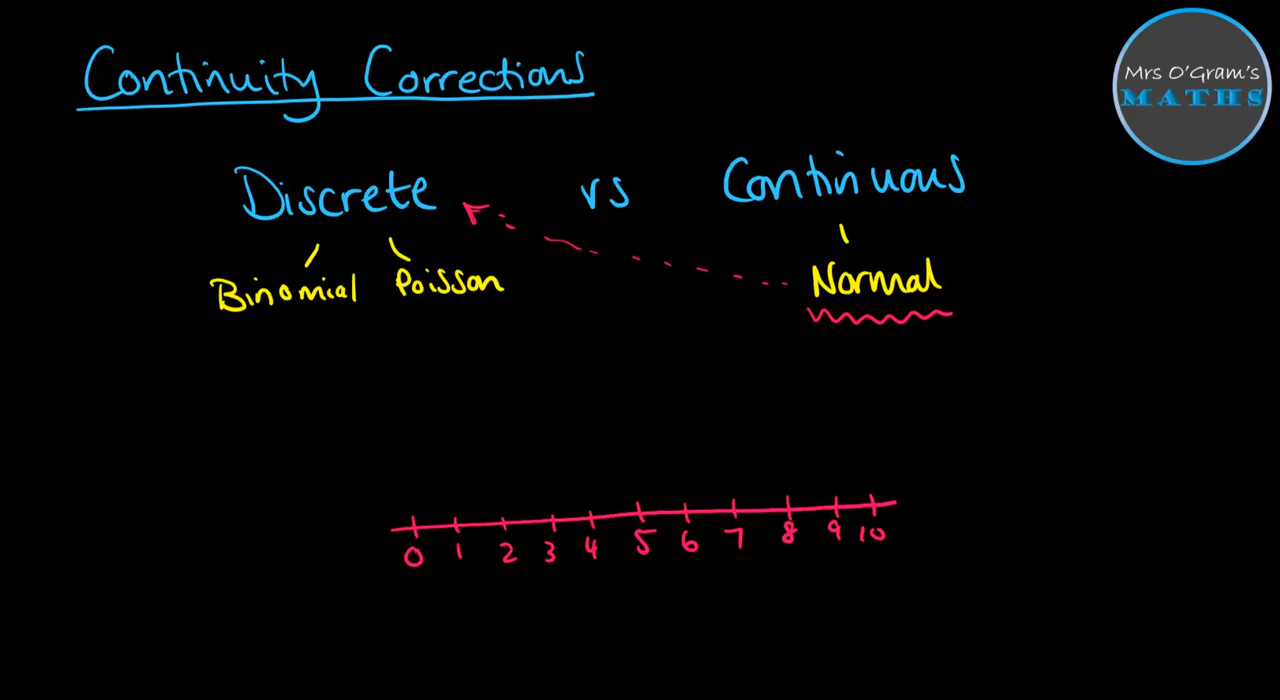 Continuity Corrections
Mrs O'Gram's
MATHS
Discrete vs Continuous
Binomial Poisson Normal
0 1 2 3 4 5 6 7 8 9 10